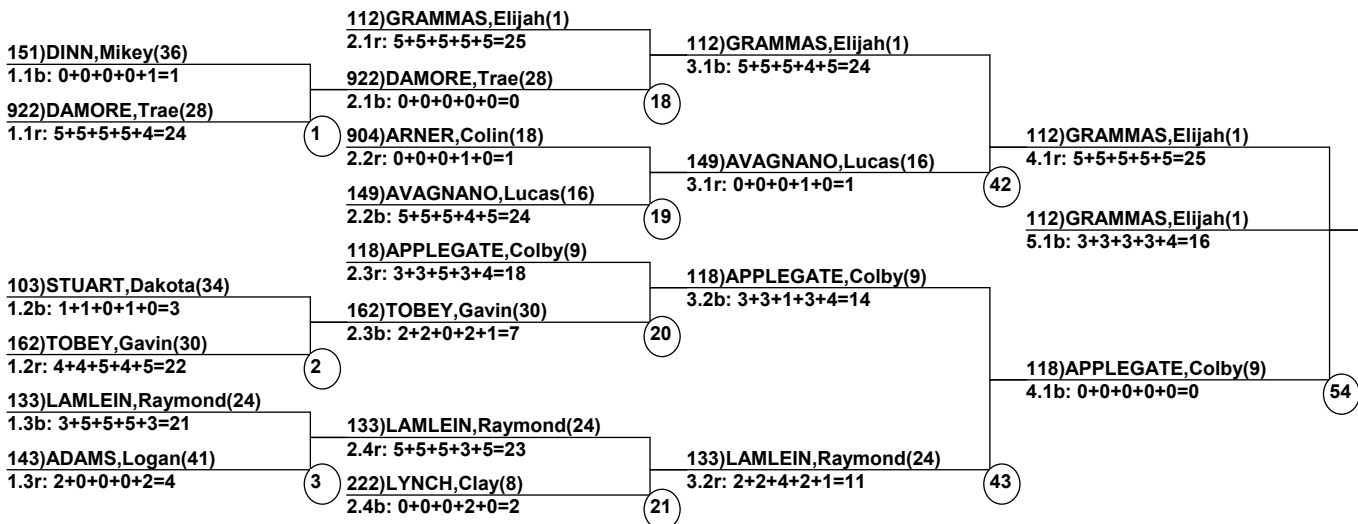 151)DINN,Mikey(36)
1.1b: 0+0+0+0+1=1
922)DAMORE,Trae(28)
1.1r: 5+5+5+5+4=24
1
103)STUART,Dakota(34)
1.2b: 1+1+0+1+0=3
162)TOBEY,Gavin(30)
1.2r: 4+4+5+4+5=22
2
133)LAMLEIN,Raymond(24)
1.3b: 3+5+5+5+3=21
143)ADAMS,Logan(41)
1.3r: 2+0+0+0+2=4
3
112)GRAMMAS,Elijah(1)
2.1r: 5+5+5+5+5=25
922)DAMORE,Trae(28)
2.1b: 0+0+0+0+0=0
18
904)ARNER,Colin(18)
2.2r: 0+0+0+1+0=1
149)AVAGNANO,Lucas(16)
2.2b: 5+5+5+4+5=24
19
118)APPLEGATE,Colby(9)
2.3r: 3+3+5+3+4=18
162)TOBEY,Gavin(30)
2.3b: 2+2+0+2+1=7
20
133)LAMLEIN,Raymond(24)
2.4r: 5+5+5+3+5=23
222)LYNCH,Clay(8)
2.4b: 0+0+0+2+0=2
21
112)GRAMMAS,Elijah(1)
3.1b: 5+5+5+4+5=24
149)AVAGNANO,Lucas(16)
3.1r: 0+0+0+1+0=1
42
118)APPLEGATE,Colby(9)
3.2b: 3+3+1+3+4=14
133)LAMLEIN,Raymond(24)
3.2r: 2+2+4+2+1=11
43
112)GRAMMAS,Elijah(1)
4.1r: 5+5+5+5+5=25
112)GRAMMAS,Elijah(1)
5.1b: 3+3+3+3+4=16
118)APPLEGATE,Colby(9)
4.1b: 0+0+0+0+0=0
54